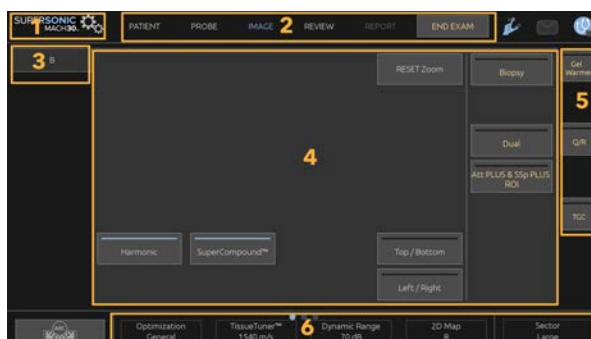 SUPERSONIC
MACH30
1
PATIENT PROBE IMAGE 2 REVIEW REPORT END EXAM
3 B
RESET Zoom
Biopsy
Gel
Warmer
5
4
Dual
Q/R
Att PLUS & SSp PLUS
ROI
TGC
Harmonic
SuperCompound™
Top / Bottom
Left / Right
ABC
Optimization
General
TissueTuner™
1540 m/s
6
Dynamic Range
70 dB
2D Map
8
Sector
Large